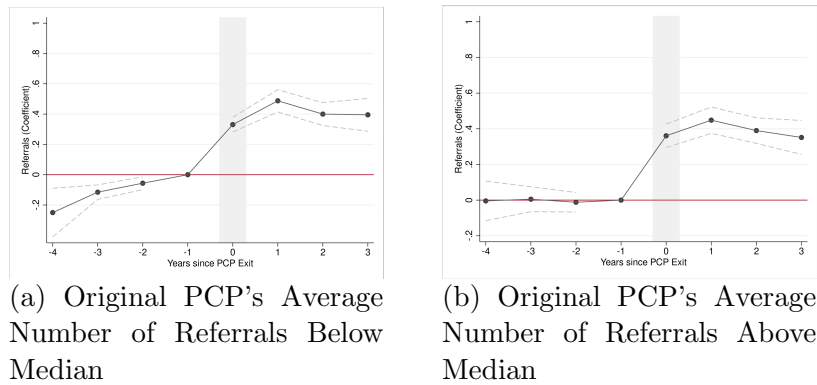 1
.8
.6
.4
.2
0
-.2
Referrals (Coefficient)
-4 -3 -2 -1 0 1 2 3
Years since PCP Exit
(a) Original PCP's Average
Number of Referrals Below
Median
1
.8
.6
.4
.2
0
-.2
Referrals (Coefficient)
-4 -3 -2 -1 0 1 2 3
Years since PCP Exit
(b) Original PCP's Average
Number of Referrals Above
Median